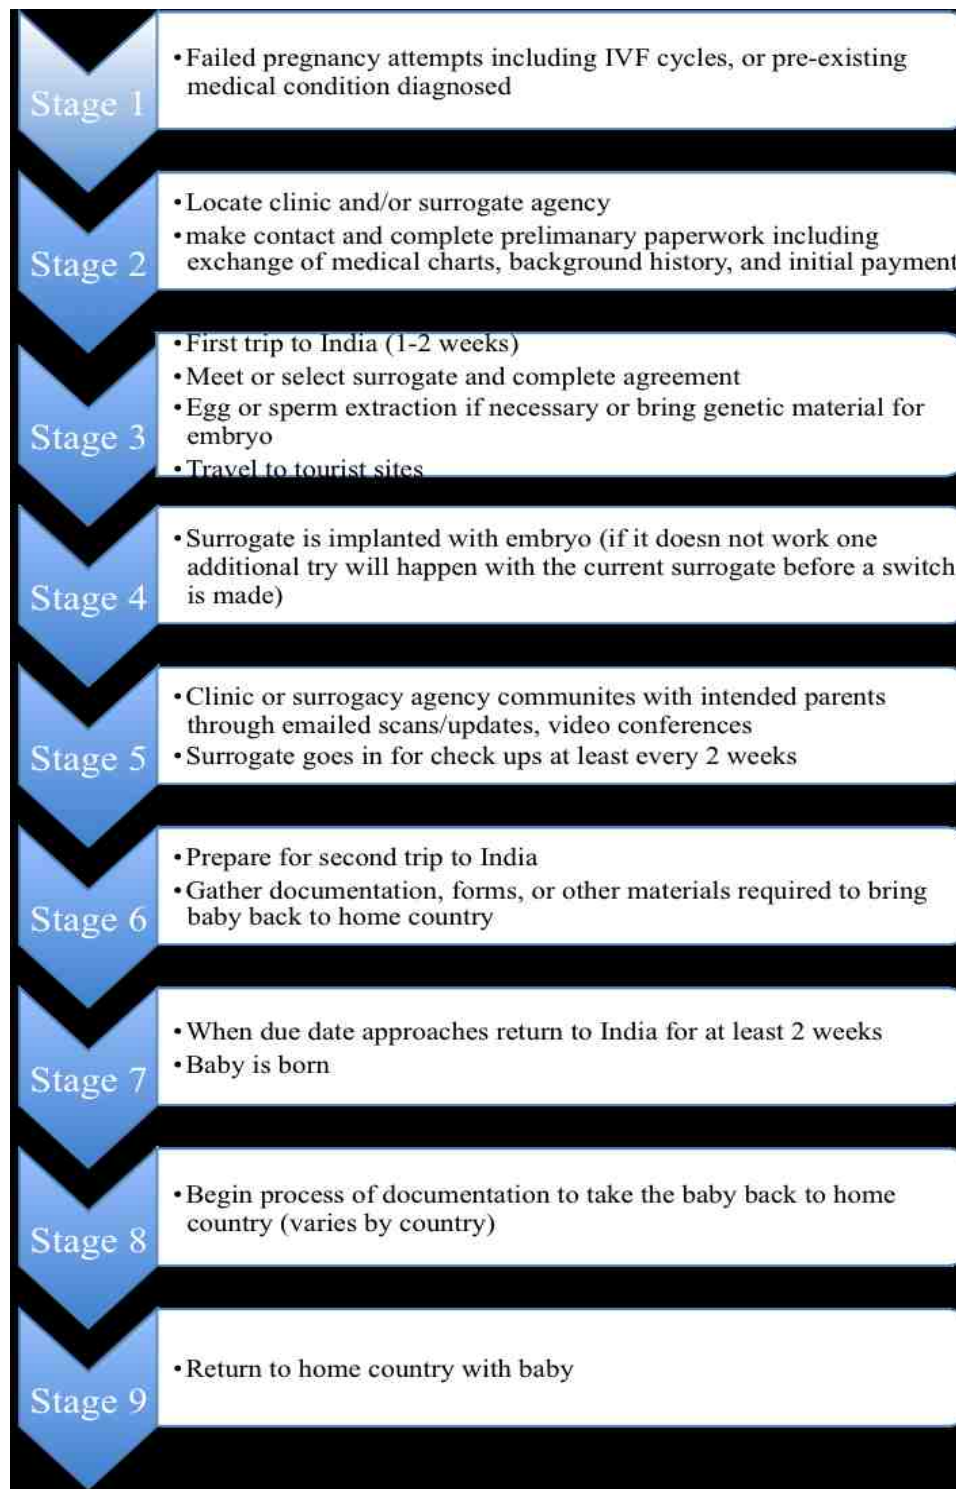 Stage 1
•Failed pregnancy attempts including IVF cycles, or pre-existing
medical condition diagnosed
Stage 2
•Locate clinic and/or surrogate agency
•make contact and complete prelimanary paperwork including
exchange of medical charts, background history, and initial payment
Stage 3
•First trip to India (1-2 weeks)
•Meet or select surrogate and complete agreement
•Egg or sperm extraction if necessary or bring genetic material for
embryo
•Travel to tourist sites
Stage 4
•Surrogate is implanted with embryo (if it doesn not work one
additional try will happen with the current surrogate before a switch
is made)
Stage 5
•Clinic or surrogacy agency communites with intended parents
through emailed scans/updates, video conferences
•Surrogate goes in for check ups at least every 2 weeks
Stage 6
•Prepare for second trip to India
•Gather documentation, forms, or other materials required to bring
baby back to home country
Stage 7
•When due date approaches return to India for at least 2 weeks
•Baby is born
Stage 8
•Begin process of documentation to take the baby back to home
country (varies by country)
Stage 9
•Return to home country with baby